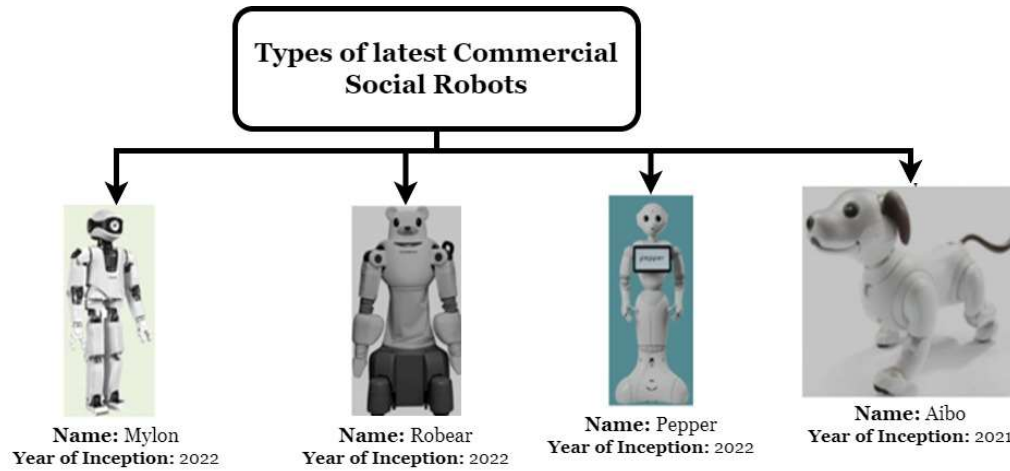 Types of latest Commercial
Social Robots
Name: Mylon
Year of Inception: 2022
Name: Robear
Year of Inception: 2022
pepper
Name: Pepper
Year of Inception: 2022
Name: Aibo
Year of Inception: 2021